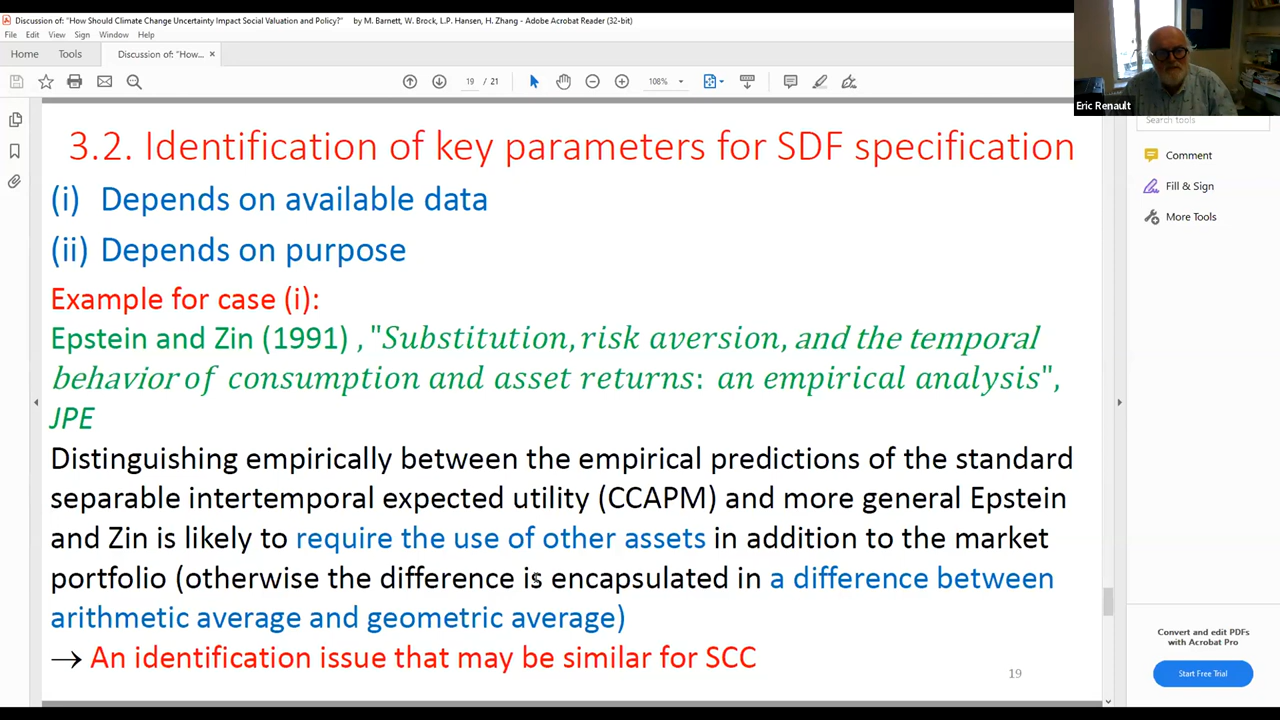 Discussion of: "How Should Climate Change Uncertainty Impact Social Valuation and Policy?" by M. Barnett, W. Brock, L.P. Hansen, H. Zhang - Adobe Acrobat Reader (32-bit)
File Edit View Sign Window Help
Home Tools Discussion of: "How... ×
19 / 21 108%
Eric Renault
Search tools
Comment
Fill & Sign
More Tools
3.2. Identification of key parameters for SDF specification
(i) Depends on available data
(ii) Depends on purpose
Example for case (i):
Epstein and Zin (1991) , "Substitution, risk aversion, and the temporal
behavior of consumption and asset returns: an empirical analysis",
JPE
Distinguishing empirically between the empirical predictions of the standard
separable intertemporal expected utility (CCAPM) and more general Epstein
and Zin is likely to require the use of other assets in addition to the market
portfolio (otherwise the difference is encapsulated in a difference between
arithmetic average and geometric average)
→ An identification issue that may be similar for SCC
19
Convert and edit PDFs
with Acrobat Pro
Start Free Trial